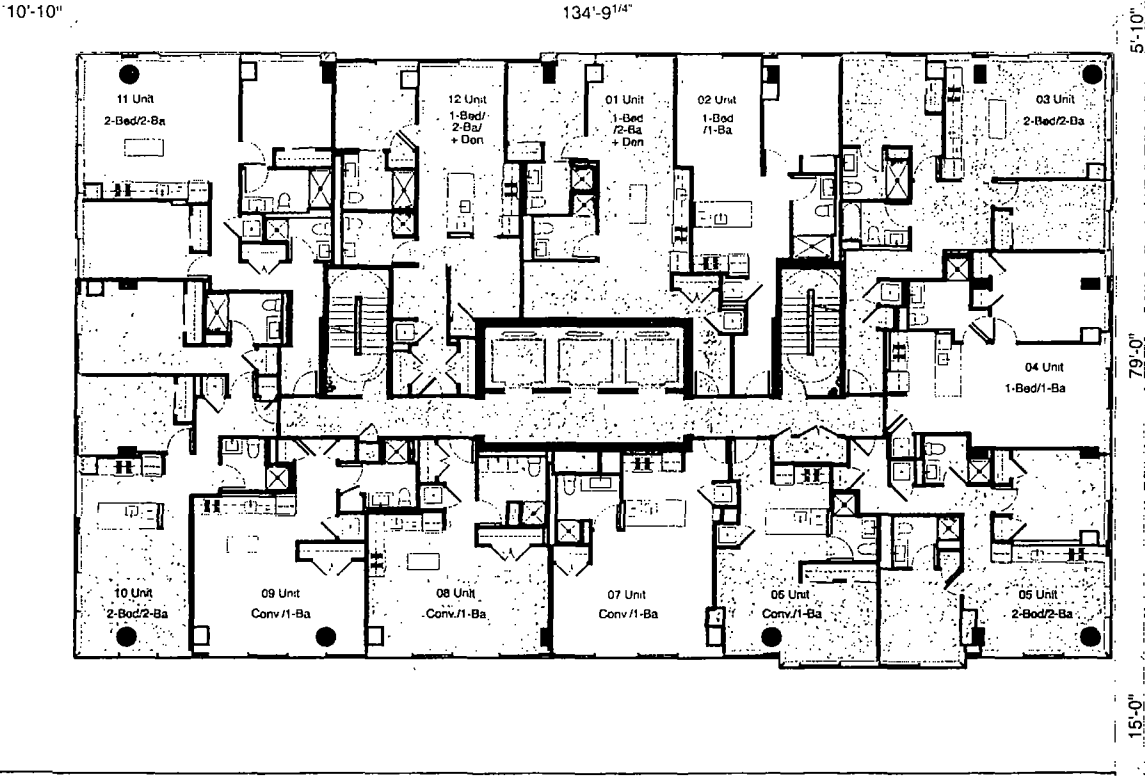 10'-10"
134'-9 1/4"
5'-10"
11 Unit
2-Bed/2-Ba
12 Unit
1-Bed/
2-Ba/
+ Den
01 Unit
1-Bed
/2-Ba
+ Den
02 Unit
1-Bed
/1-Ba
03 Unit
2-Bed/2-Ba
79'-0"
04 Unit
1-Bed/1-Ba
10 Unit
2-Bed/2-Ba
09 Unit
Conv./1-Ba
08 Unit
Conv./1-Ba
07 Unit
Conv./1-Ba
06 Unit
Conv./1-Ba
05 Unit
2-Bed/2-Ba
15'-0"